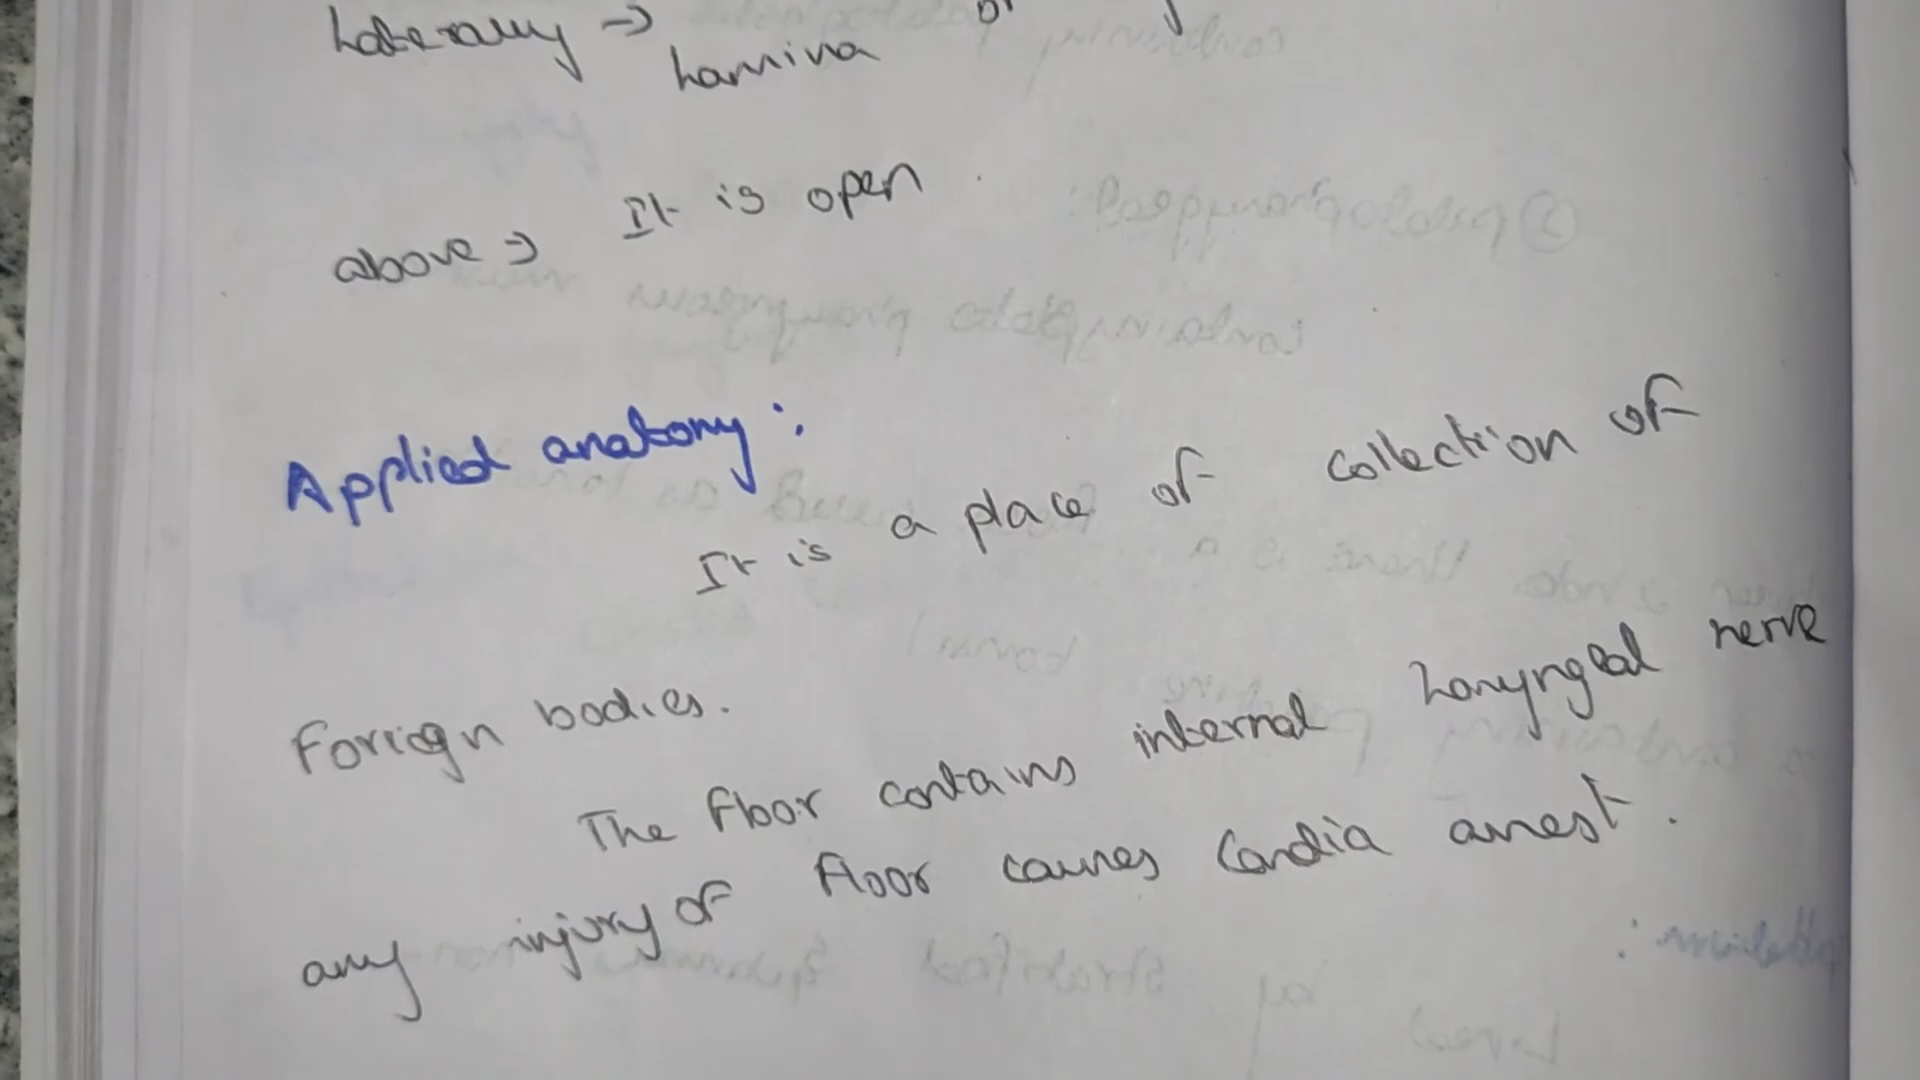 Laterally →
Lamina
above → It is open
Applied anatomy :
It is a place of collection of
Foriegn bodies.
The floor contains internal Laryngeal nerve
any injury of floor causes Cardia arrest .